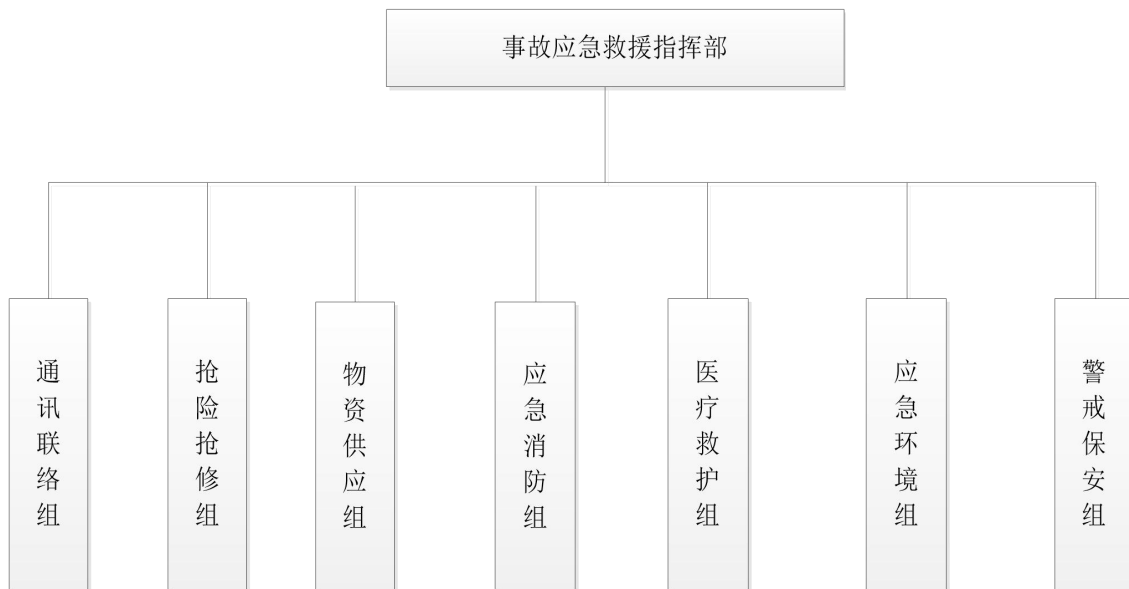 事故应急救援指挥部
通讯联络组
抢险抢修组
物资供应组
应急消防组
医疗救护组
应急环境组
警戒保安组